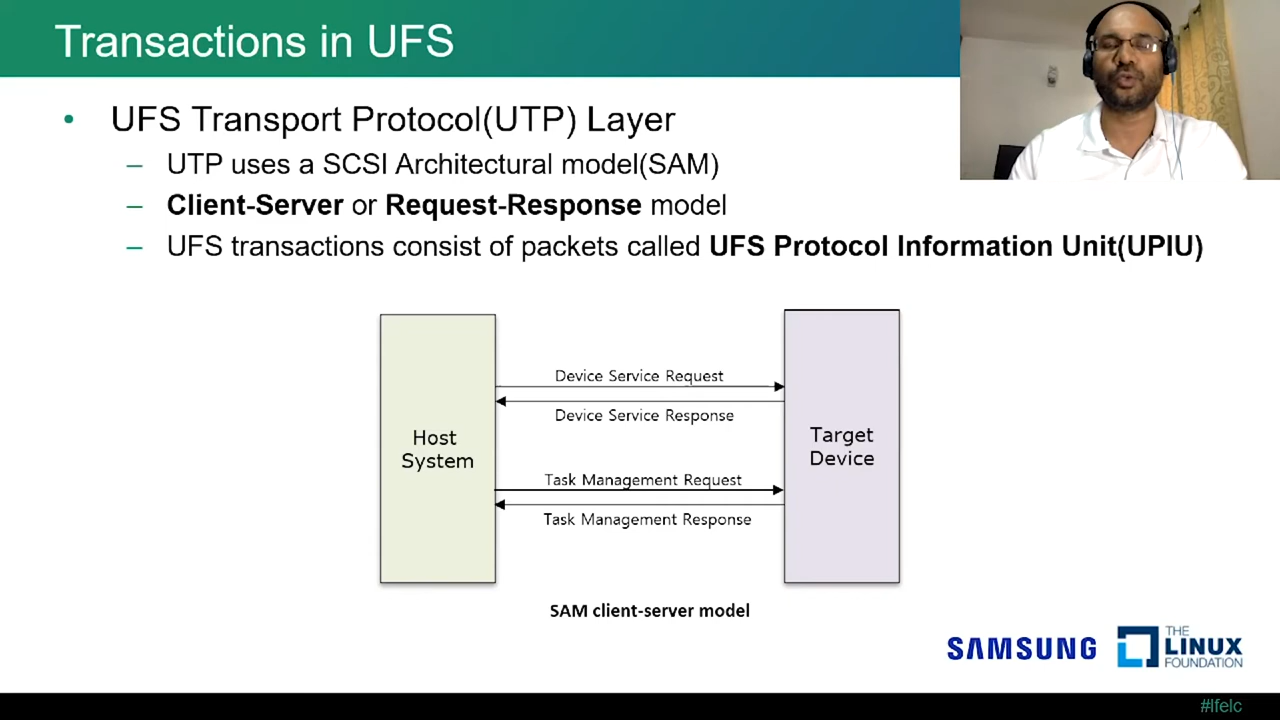 Transactions in UFS
• UFS Transport Protocol(UTP) Layer
– UTP uses a SCSI Architectural model(SAM)
– Client-Server or Request-Response model
– UFS transactions consist of packets called UFS Protocol Information Unit(UPIU)
Host
System
Device Service Request
Device Service Response
Task Management Request
Task Management Response
Target
Device
SAM client-server model
SAMSUNG
THE
LINUX
FOUNDATION
#lfelc